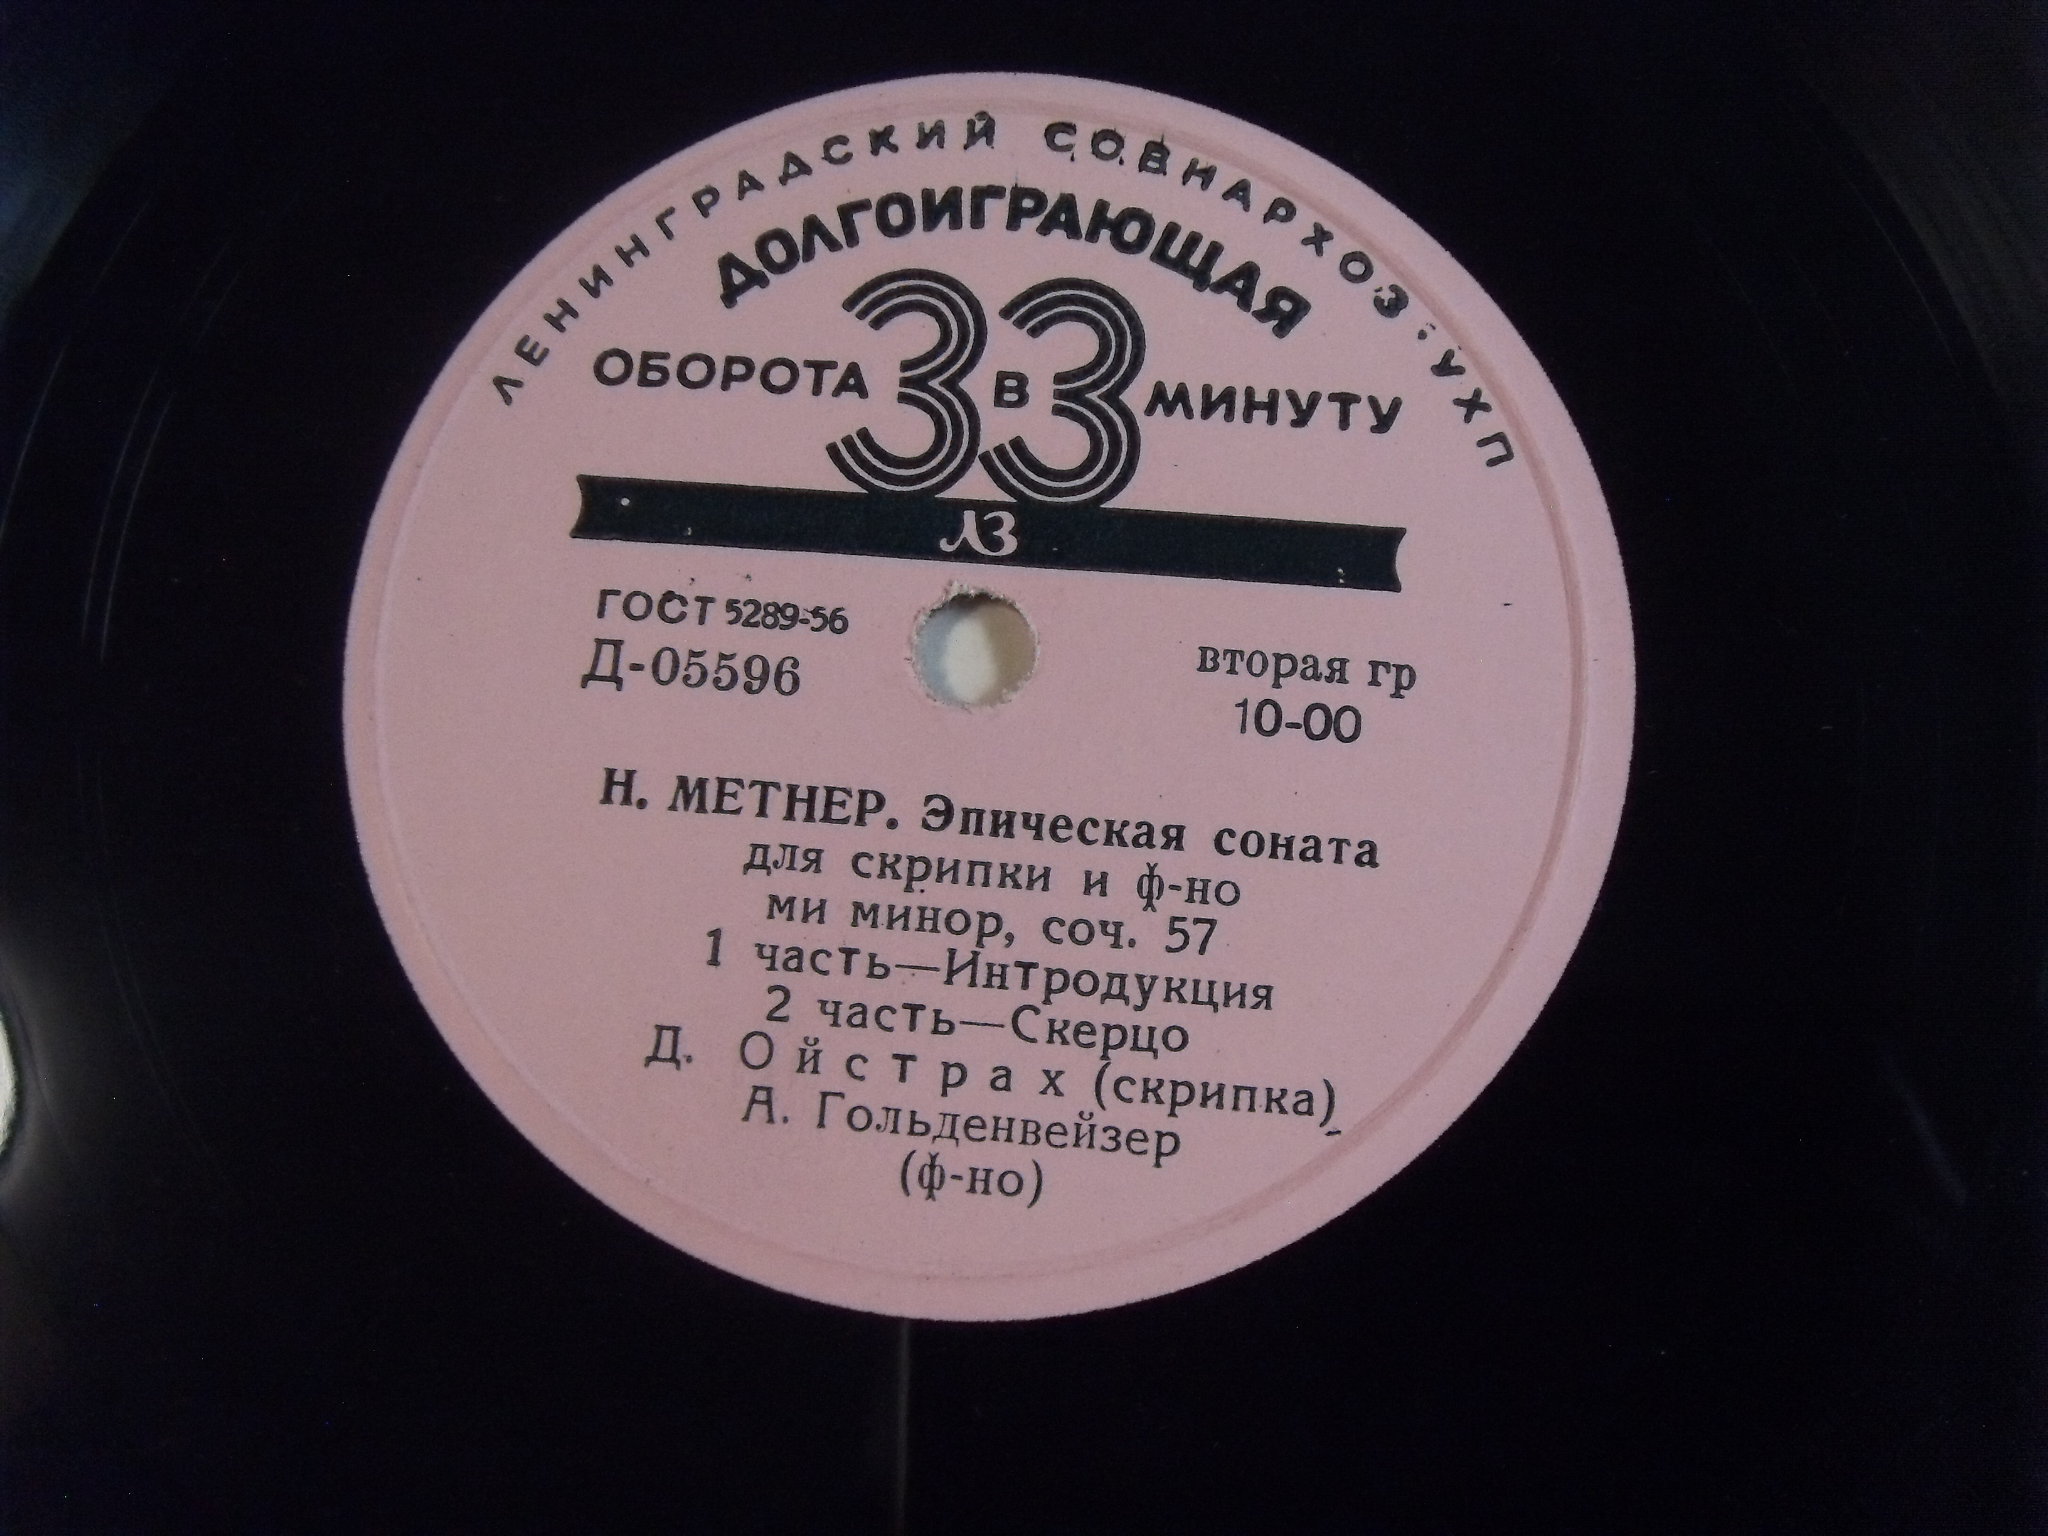 ЛЕНИНГРАДСКИЙ СОВНАРХОЗ·УХП
ДОЛГОИГРАЮЩАЯ
ОБОРОТА 33 В МИНУТУ
ЛЗ
ГОСТ 5289-56
Д-05596
вторая гр
10-00
Н. МЕТНЕР. Эпическая соната
для скрипки и ф-но
ми минор, соч. 57
1 часть—Интродукция
2 часть—Скерцо
Д. Ойстрах (скрипка)
А. Гольденвейзер
(ф-но)